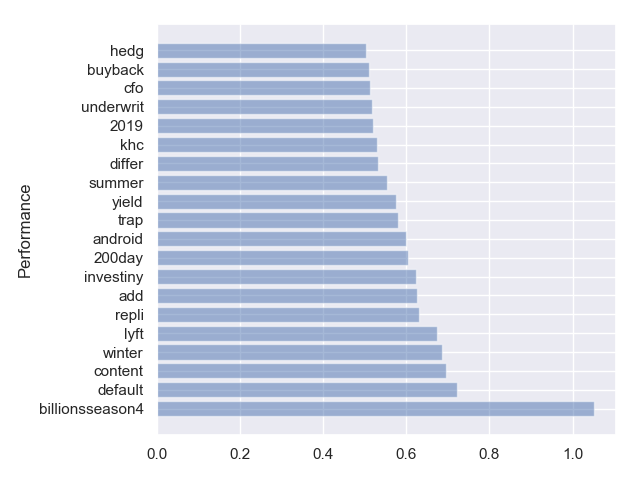 Performance
hedg
buyback
cfo
underwrit
2019
khc
differ
summer
yield
trap
android
200day
investiny
add
repli
lyft
winter
content
default
billionsseason4
0.0 0.2 0.4 0.6 0.8 1.0